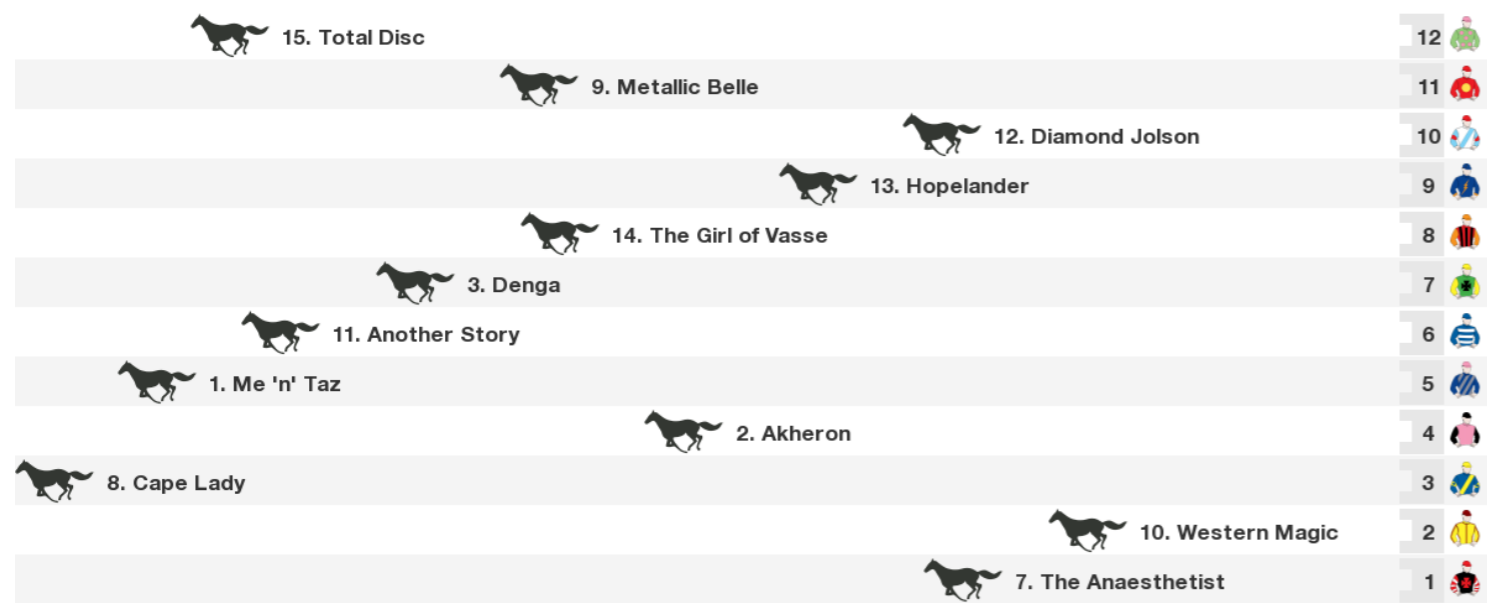 15. Total Disc 12
9. Metallic Belle 11
12. Diamond Jolson 10
13. Hopelander 9
14. The Girl of Vasse 8
3. Denga 7
11. Another Story 6
1. Me 'n' Taz 5
2. Akheron 4
8. Cape Lady 3
10. Western Magic 2
7. The Anaesthetist 1